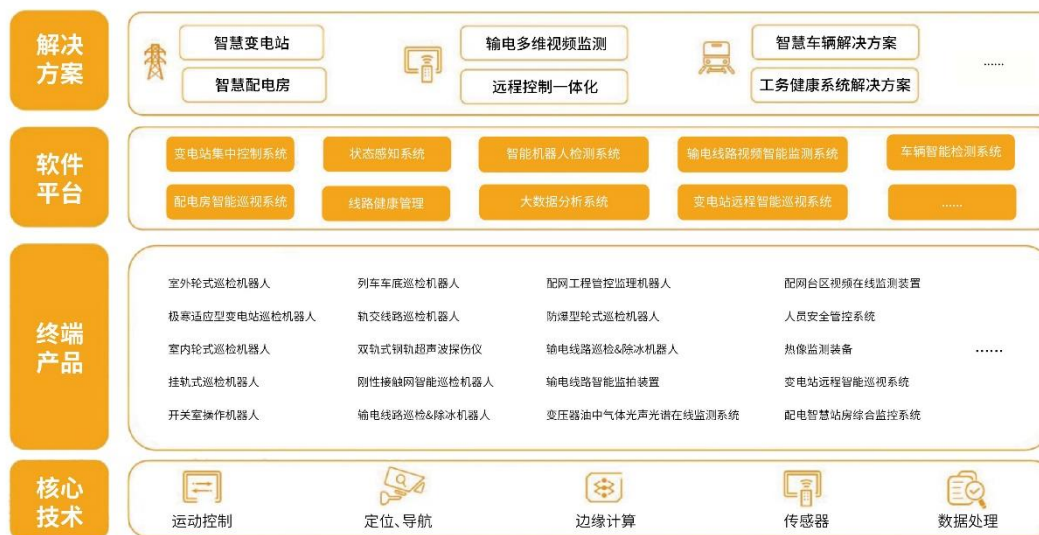 解决
方案
智慧变电站
输电多维视频监测
智慧车辆解决方案
智慧配电房
远程控制一体化
工务健康系统解决方案
......
软件
平台
变电站集中控制系统
状态感知系统
智能机器人检测系统
输电线路视频智能监测系统
车辆智能检测系统
配电房智能巡视系统
线路健康管理
大数据分析系统
变电站远程智能巡视系统
......
终端
产品
室外轮式巡检机器人
列车车底巡检机器人
配网工程管控监理机器人
配网台区视频在线监测装置
极寒适应型变电站巡检机器人
轨交线路巡检机器人
防爆型轮式巡检机器人
人员安全管控系统
室内轮式巡检机器人
双轨式钢轨超声波探伤仪
输电线路巡检&除冰机器人
热像监测装备
......
挂轨式巡检机器人
刚性接触网智能巡检机器人
输电线路智能监拍装置
变电站远程智能巡视系统
开关室操作机器人
输电线路巡检&除冰机器人
变压器油中气体光声光谱在线监测系统
配电智慧站房综合监控系统
核心
技术
运动控制
定位、导航
边缘计算
传感器
数据处理